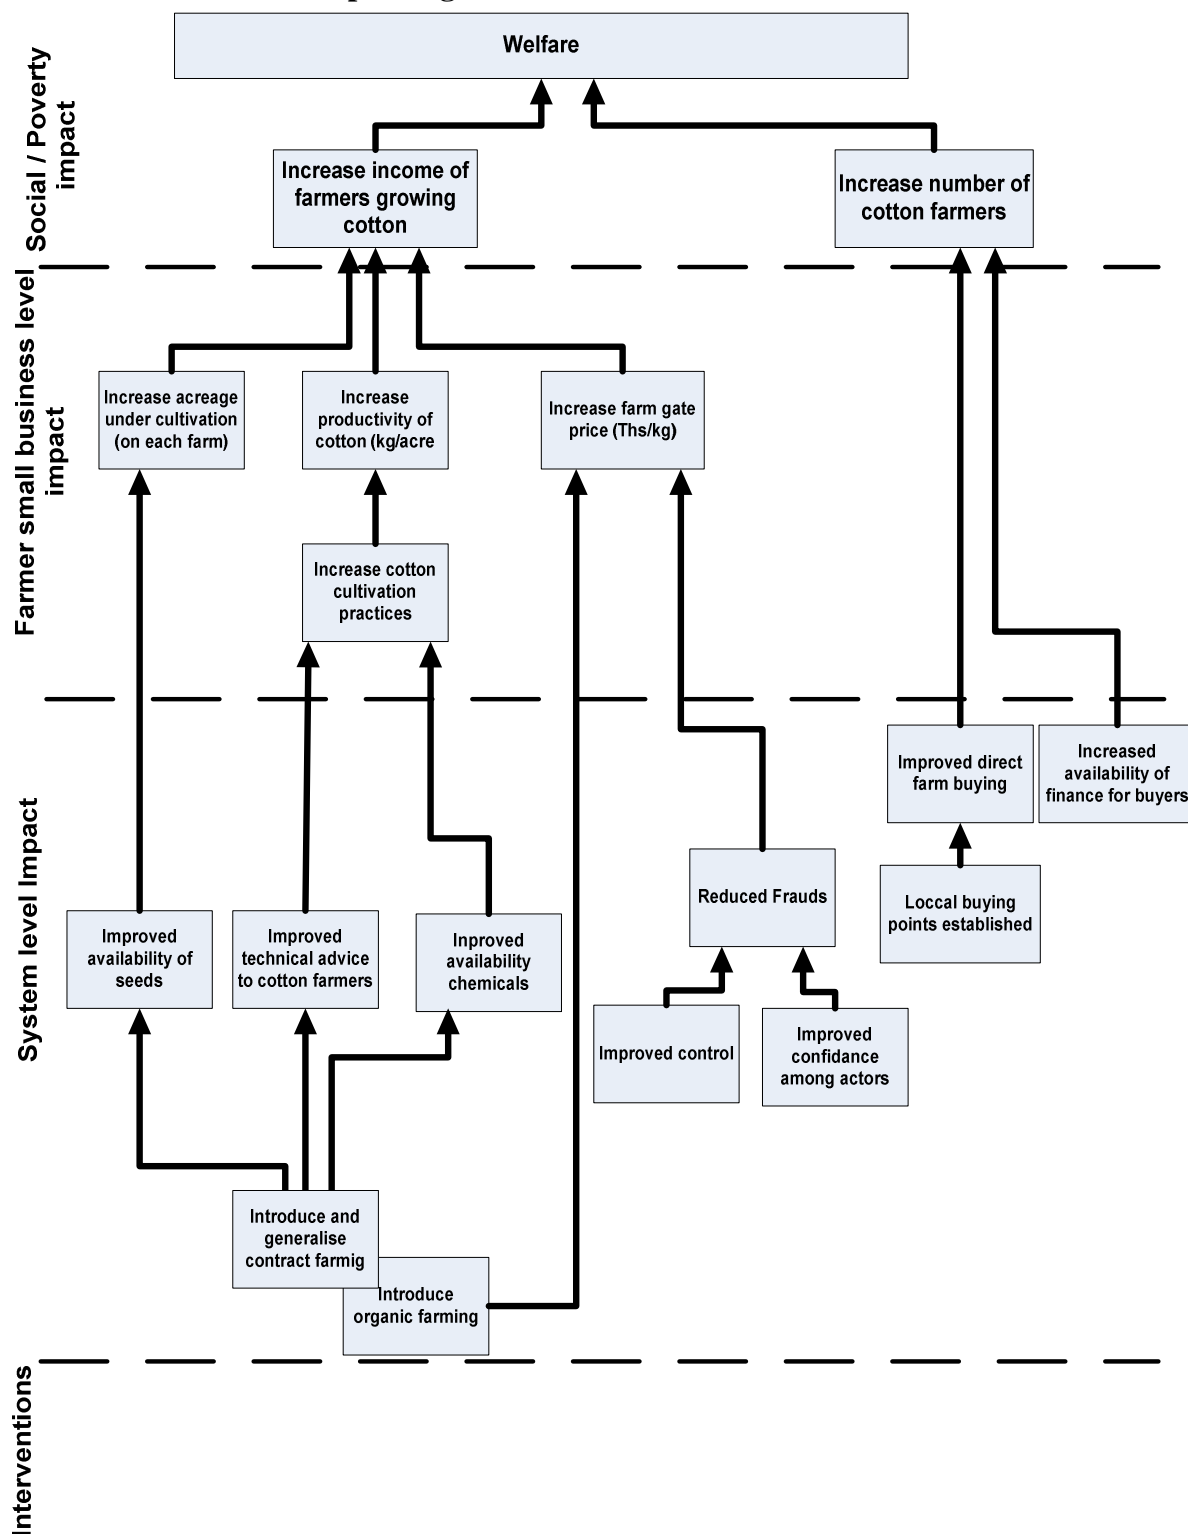 Welfare
Social / Poverty
impact
Increase income of
farmers growing
cotton
Increase number of
cotton farmers
Farmer small business level
impact
Increase acreage
under cultivation
(on each farm)
Increase
productivity of
cotton (kg/acre
Increase farm gate
price (Ths/kg)
Increase cotton
cultivation
practices
System level Impact
Improved direct
farm buying
Increased
availability of
finance for buyers
Reduced Frauds
Loccal buying
points established
Improved
availability of
seeds
Improved
technical advice
to cotton farmers
Inproved
availability
chemicals
Improved control
Improved
confidance
among actors
Introduce and
generalise
contract farmig
Introduce
organic farming
Interventions